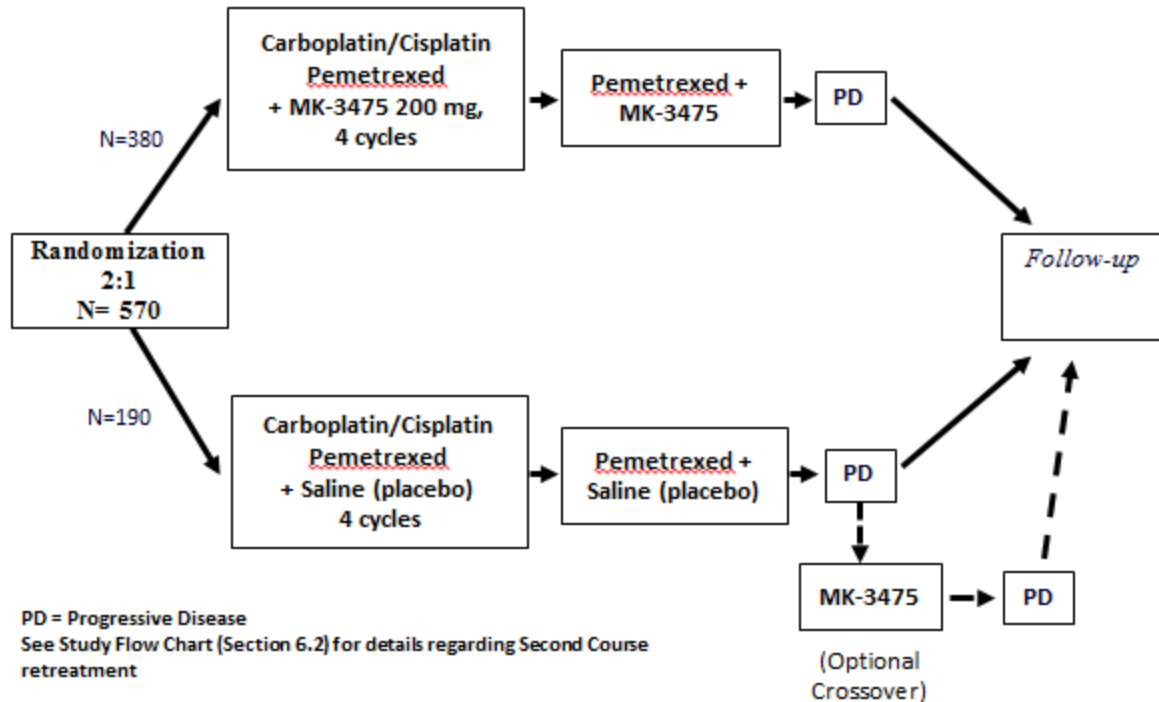 Carboplatin/Cisplatin
Pemetrexed
+ MK-3475 200 mg,
4 cycles
Pemetrexed +
MK-3475
PD
N=380
Randomization
2:1
N= 570
Follow-up
N=190
Carboplatin/Cisplatin
Pemetrexed
+ Saline (placebo)
4 cycles
Pemetrexed +
Saline (placebo)
PD
MK-3475
PD
(Optional
Crossover)
PD = Progressive Disease
See Study Flow Chart (Section 6.2) for details regarding Second Course
retreatment